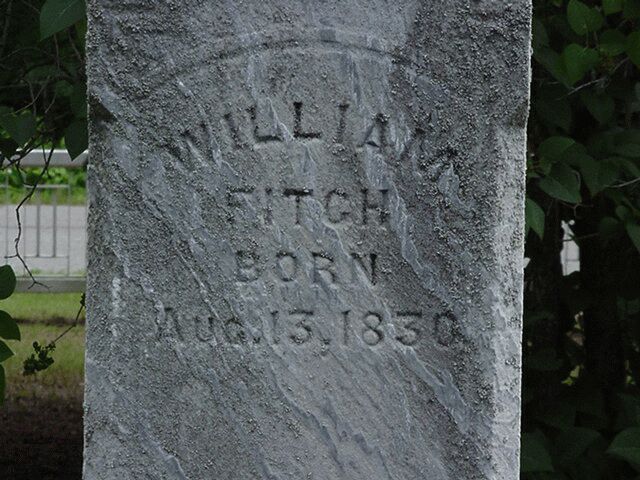 WILLIAM
FITCH
BORN
AUG. 13, 1830